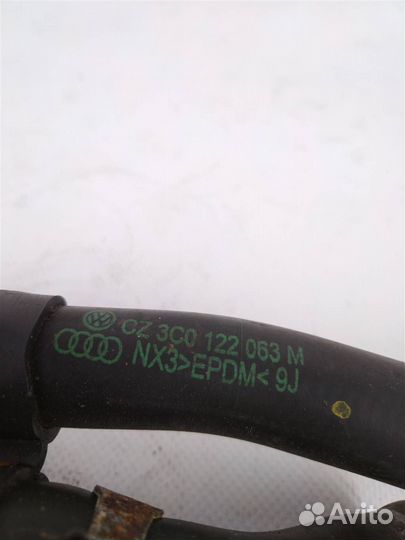 CZ 3C0 122 063 M
NX3>EPDM< 9J
Avito